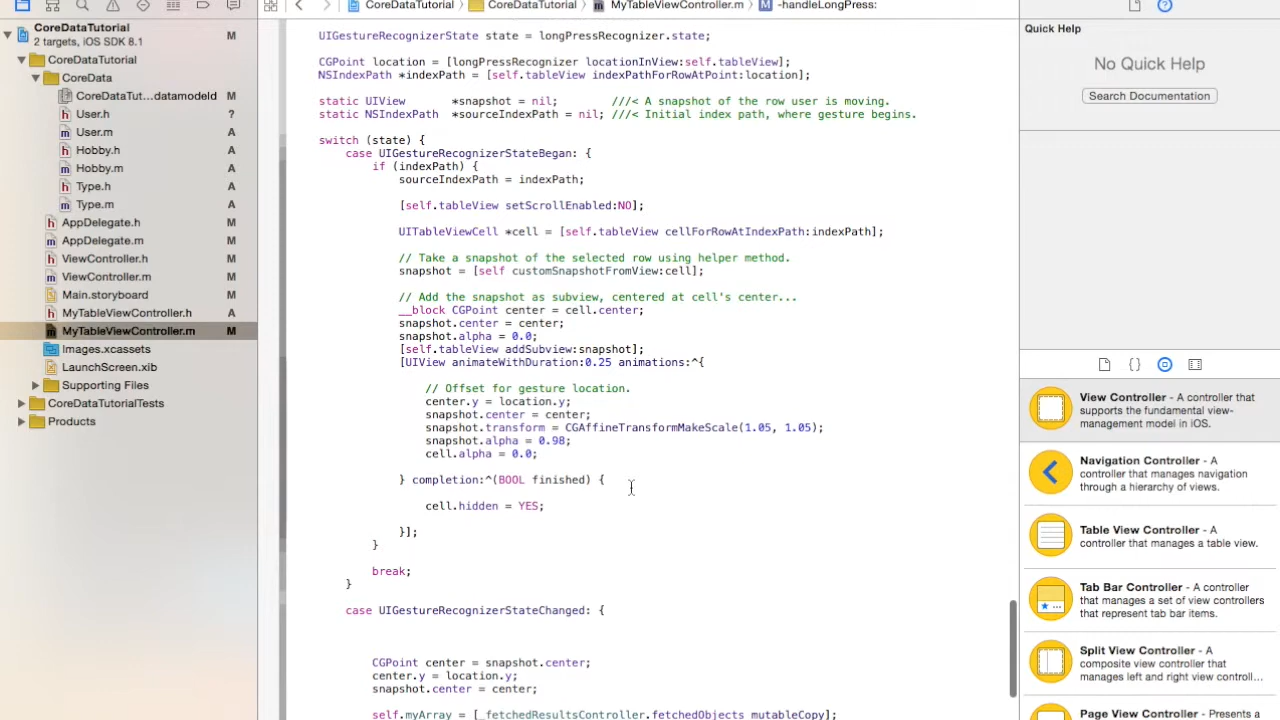 CoreDataTutorial
CoreDataTutorial
MyTableViewController.m
M
-handleLongPress:
CoreDataTutorial
2 targets, iOS SDK 8.1
M
CoreDataTutorial
CoreData
CoreDataTut...datamodeld
M
h
User.h
?
m
User.m
A
h
Hobby.h
A
m
Hobby.m
A
h
Type.h
A
m
Type.m
A
h
AppDelegate.h
M
m
AppDelegate.m
M
h
ViewController.h
M
m
ViewController.m
M
Main.storyboard
M
h
MyTableViewController.h
A
m
MyTableViewController.m
M
Images.xcassets
LaunchScreen.xib
Supporting Files
CoreDataTutorialTests
Products
UIGestureRecognizerState state = longPressRecognizer.state;
CGPoint location = [longPressRecognizer locationInView:self.tableView];
NSIndexPath *indexPath = [self.tableView indexPathForRowAtPoint:location];
static UIView *snapshot = nil; ///< A snapshot of the row user is moving.
static NSIndexPath *sourceIndexPath = nil; ///< Initial index path, where gesture begins.
switch (state) {
case UIGestureRecognizerStateBegan: {
if (indexPath) {
sourceIndexPath = indexPath;
[self.tableView setScrollEnabled:NO];
UITableViewCell *cell = [self.tableView cellForRowAtIndexPath:indexPath];
// Take a snapshot of the selected row using helper method.
snapshot = [self customSnapshotFromView:cell];
// Add the snapshot as subview, centered at cell's center...
__block CGPoint center = cell.center;
snapshot.center = center;
snapshot.alpha = 0.0;
[self.tableView addSubview:snapshot];
[UIView animateWithDuration:0.25 animations:^{
// Offset for gesture location.
center.y = location.y;
snapshot.center = center;
snapshot.transform = CGAffineTransformMakeScale(1.05, 1.05);
snapshot.alpha = 0.98;
cell.alpha = 0.0;
} completion:^(BOOL finished) {
cell.hidden = YES;
}];
}
break;
}
case UIGestureRecognizerStateChanged: {
CGPoint center = snapshot.center;
center.y = location.y;
snapshot.center = center;
self.myArray = [_fetchedResultsController.fetchedObjects mutableCopy];
Quick Help
No Quick Help
Search Documentation
{ }
View Controller - A controller that
supports the fundamental view-
management model in iOS.
Navigation Controller - A
controller that manages navigation
through a hierarchy of views.
Table View Controller - A
controller that manages a table view.
Tab Bar Controller - A controller
that manages a set of view controllers
that represent tab bar items.
Split View Controller - A
composite view controller that
manages left and right view controll...
Page View Controller - Presents a